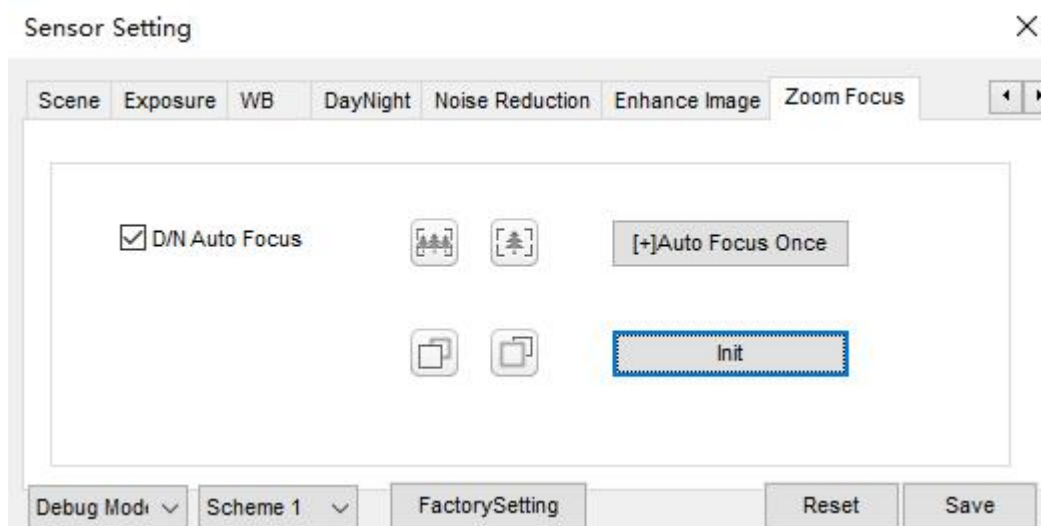 Sensor Setting
Scene Exposure WB DayNight Noise Reduction Enhance Image Zoom Focus
D/N Auto Focus [+]Auto Focus Once
Init
Debug Scheme 1 FactorySetting Reset Save